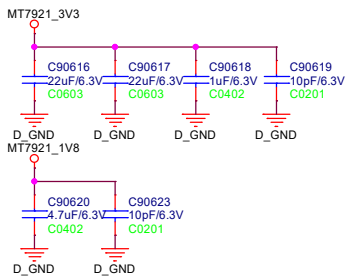 MT7921_3V3
C90616 C90617 C90618 C90619
22uF/6.3V 22uF/6.3V 1uF/6.3V 10pF/6.3V
C0603 C0603 C0402 C0201
D_GND D_GND D_GND D_GND
MT7921_1V8
C90620 C90623
4.7uF/6.3V 10pF/6.3V
C0402 C0201
D_GND D_GND